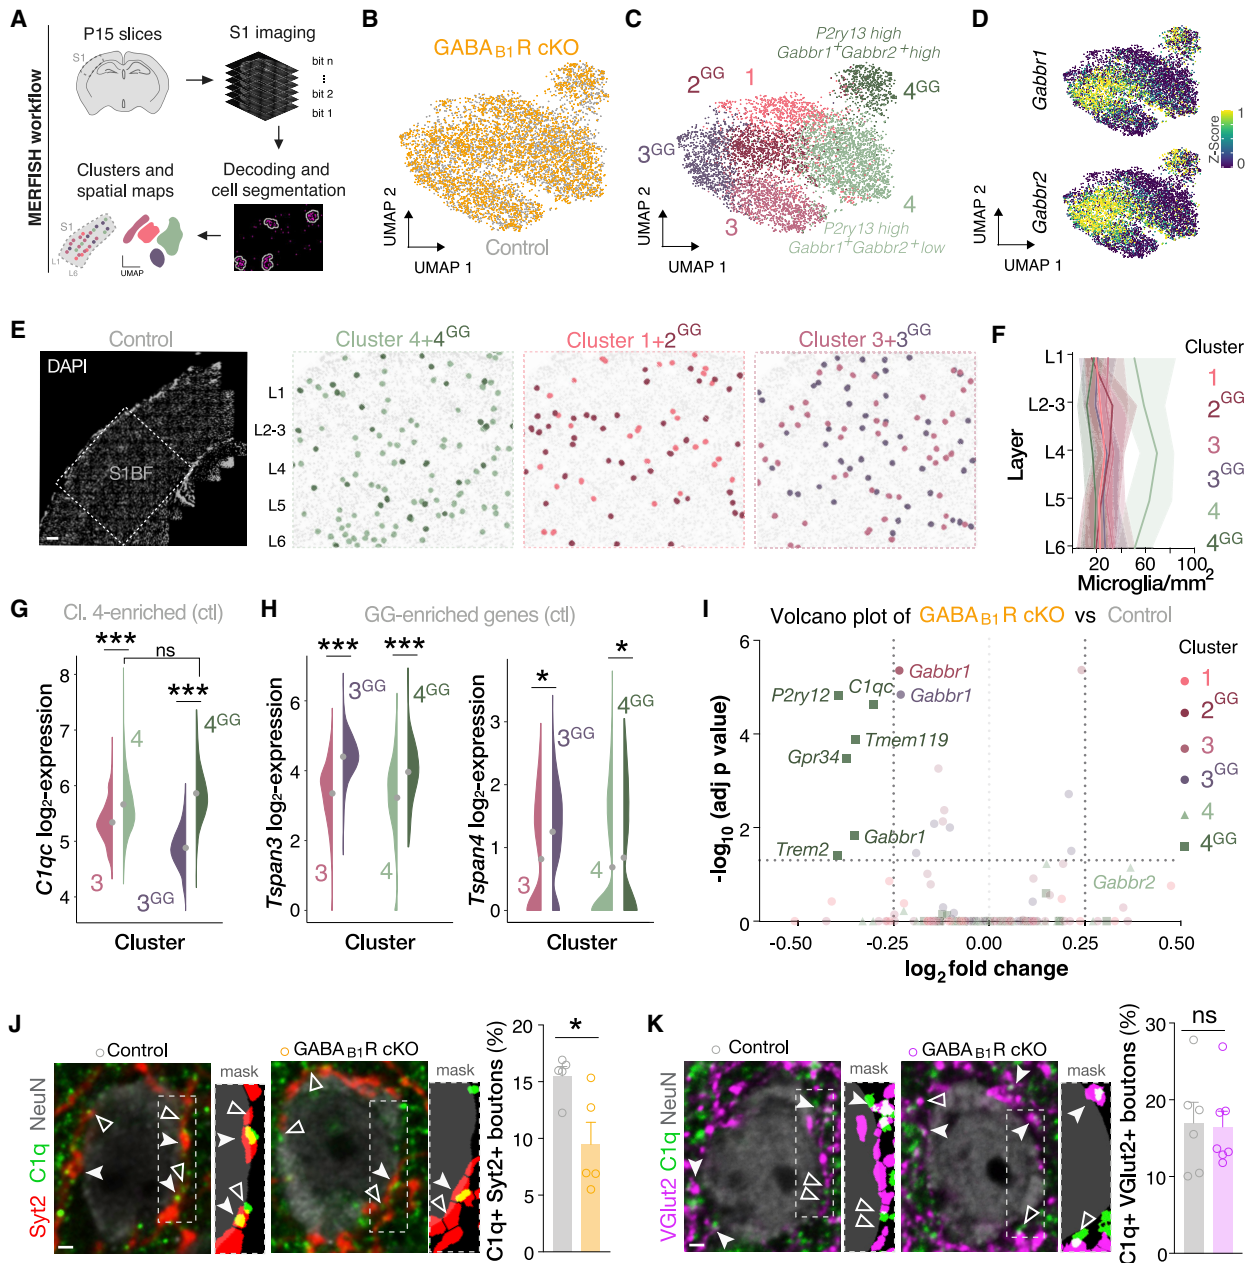 A
MERFISH workflow
P15 slices
S1
S1 imaging
bit n
bit 2
bit 1
Clusters and
spatial maps
Decoding and
cell segmentation
S1
L1
L6
UMAP
B
GABA B1R cKO
Control
UMAP 2
UMAP 1
C
P2ry13 high
Gabbr1+Gabbr2+high
2GG
1
4GG
3GG
4
3
P2ry13 high
Gabbr1+Gabbr2+low
UMAP 2
UMAP 1
D
Gabbr1
Gabbr2
Z-Score
1
0
UMAP 2
UMAP 1
E
Control
DAPI
S1BF
Cluster 4+4GG
Cluster 1+2GG
Cluster 3+3GG
L1
L2-3
L4
L5
L6
F
Layer
L1
L2-3
L4
L5
L6
20
60
100
Microglia/mm2
Cluster
1
2GG
3
3GG
4
4GG
G
Cl. 4-enriched (ctl)
***
ns
***
C1qc log2-expression
8
7
6
5
4
4
4GG
3
3GG
Cluster
H
GG-enriched genes (ctl)
***
***
Tspan3 log2-expression
6
4
2
0
3GG
4GG
3
4
*
*
Tspan4 log2-expression
3
2
1
0
3GG
4GG
3
4
Cluster
I
Volcano plot of GABA B1R cKO vs Control
-log10 (adj p value)
6
4
2
0
P2ry12
C1qc
Gabbr1
Gabbr1
Tmem119
Gpr34
Gabbr1
Trem2
Gabbr2
-0.50
-0.25
0.00
0.25
0.50
log2 fold change
Cluster
1
2GG
3
3GG
4
4GG
J
Control
GABA B1R cKO
mask
mask
Syt2 C1q NeuN
C1q+ Syt2+ boutons (%)
20
15
10
5
0
*
K
Control
GABA B1R cKO
mask
mask
VGlut2 C1q NeuN
C1q+ VGlut2+ boutons (%)
30
20
10
0
ns